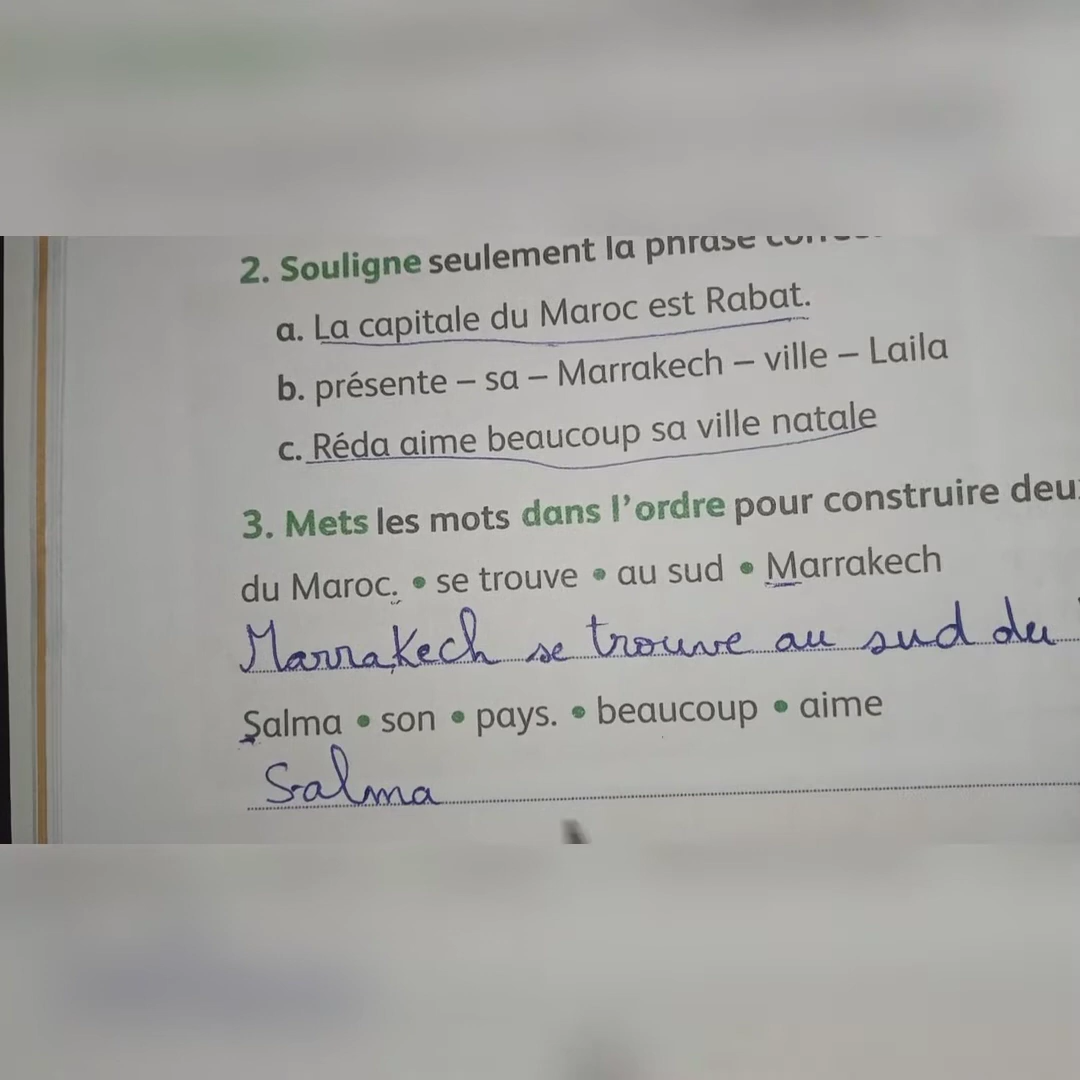 2. Souligne seulement la phrase
a. La capitale du Maroc est Rabat.
b. présente – sa – Marrakech – ville – Laila
c. Réda aime beaucoup sa ville natale
3. Mets les mots dans l'ordre pour construire
du Maroc. • se trouve • au sud • Marrakech
Marrakech se trouve au sud du
Salma • son • pays. • beaucoup • aime
Salma